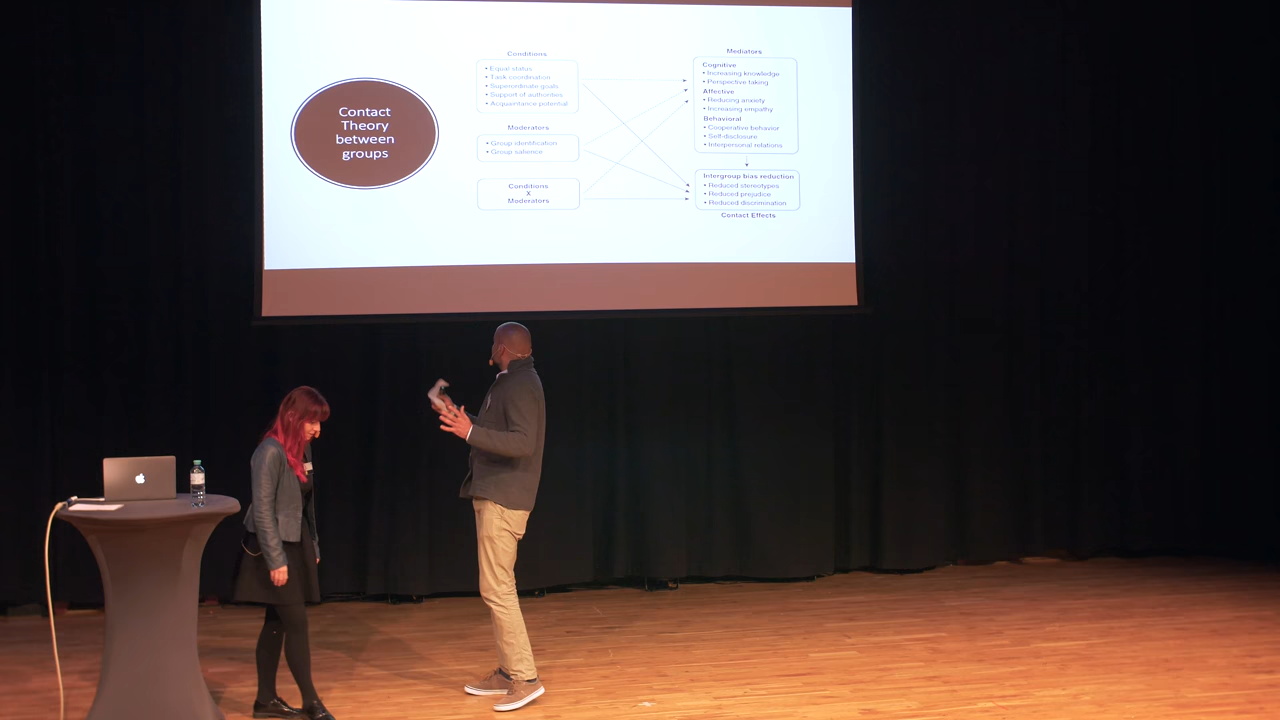 Contact
Theory
between
groups
Conditions
• Equal status
• Task coordination
• Superordinate goals
• Support of authorities
• Acquaintance potential
Moderators
• Group identification
• Group salience
Conditions
X
Moderators
Mediators
Cognitive
• Increasing knowledge
• Perspective taking
Affective
• Reducing anxiety
• Increasing empathy
Behavioral
• Cooperative behavior
• Self-disclosure
• Interpersonal relations
Intergroup bias reduction
• Reduced stereotypes
• Reduced prejudice
• Reduced discrimination
Contact Effects